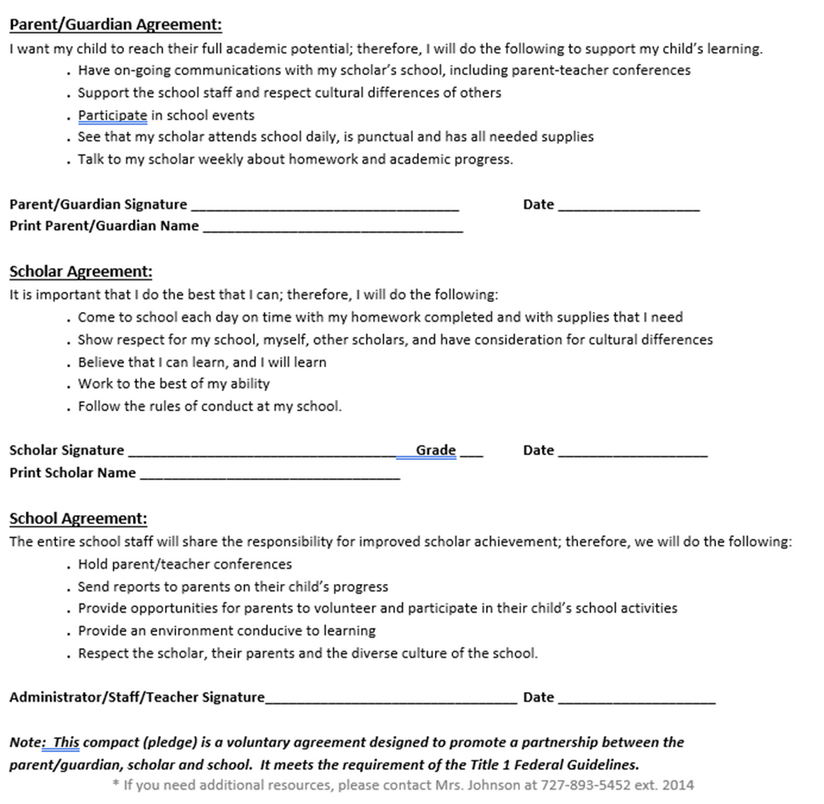 Parent/Guardian Agreement:
I want my child to reach their full academic potential; therefore, I will do the following to support my child's learning.
. Have on-going communications with my scholar's school, including parent-teacher conferences
. Support the school staff and respect cultural differences of others
. Participate in school events
. See that my scholar attends school daily, is punctual and has all needed supplies
. Talk to my scholar weekly about homework and academic progress.
Parent/Guardian Signature __________________________________ Date __________________
Print Parent/Guardian Name _________________________________
Scholar Agreement:
It is important that I do the best that I can; therefore, I will do the following:
. Come to school each day on time with my homework completed and with supplies that I need
. Show respect for my school, myself, other scholars, and have consideration for cultural differences
. Believe that I can learn, and I will learn
. Work to the best of my ability
. Follow the rules of conduct at my school.
Scholar Signature ____________________________________ Grade ___ Date ___________________
Print Scholar Name _________________________________
School Agreement:
The entire school staff will share the responsibility for improved scholar achievement; therefore, we will do the following:
. Hold parent/teacher conferences
. Send reports to parents on their child's progress
. Provide opportunities for parents to volunteer and participate in their child's school activities
. Provide an environment conducive to learning
. Respect the scholar, their parents and the diverse culture of the school.
Administrator/Staff/Teacher Signature________________________________ Date ____________________
Note:  This compact (pledge) is a voluntary agreement designed to promote a partnership between the
parent/guardian, scholar and school.  It meets the requirement of the Title 1 Federal Guidelines.
* If you need additional resources, please contact Mrs. Johnson at 727-893-5452 ext. 2014